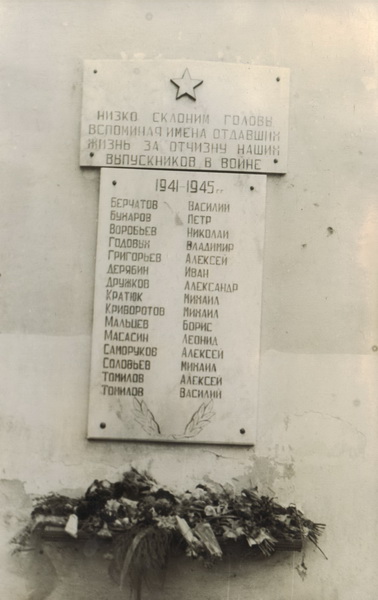 НИЗКО СКЛОНИМ ГОЛОВЫ
ВСПОМИНАЯ ИМЕНА ОТДАВШИХ
ЖИЗНЬ ЗА ОТЧИЗНУ НАШИХ
ВЫПУСКНИКОВ В ВОЙНЕ
1941-1945 гг
БЕРЧАТОВ ВАСИЛИЙ
БУХАРОВ ПЕТР
ВОРОБЬЕВ НИКОЛАЙ
ГОДОВЫХ ВЛАДИМИР
ГРИГОРЬЕВ АЛЕКСЕЙ
ДЕРЯБИН ИВАН
ДРУЖКОВ АЛЕКСАНДР
КРАТЮК МИХАИЛ
КРИВОРОТОВ МИХАИЛ
МАЛЬЦЕВ БОРИС
МАСАСИН ЛЕОНИД
САМОРУКОВ АЛЕКСЕЙ
СОЛОВЬЕВ МИХАИЛ
ТОМИЛОВ АЛЕКСЕЙ
ТОМИЛОВ ВАСИЛИЙ